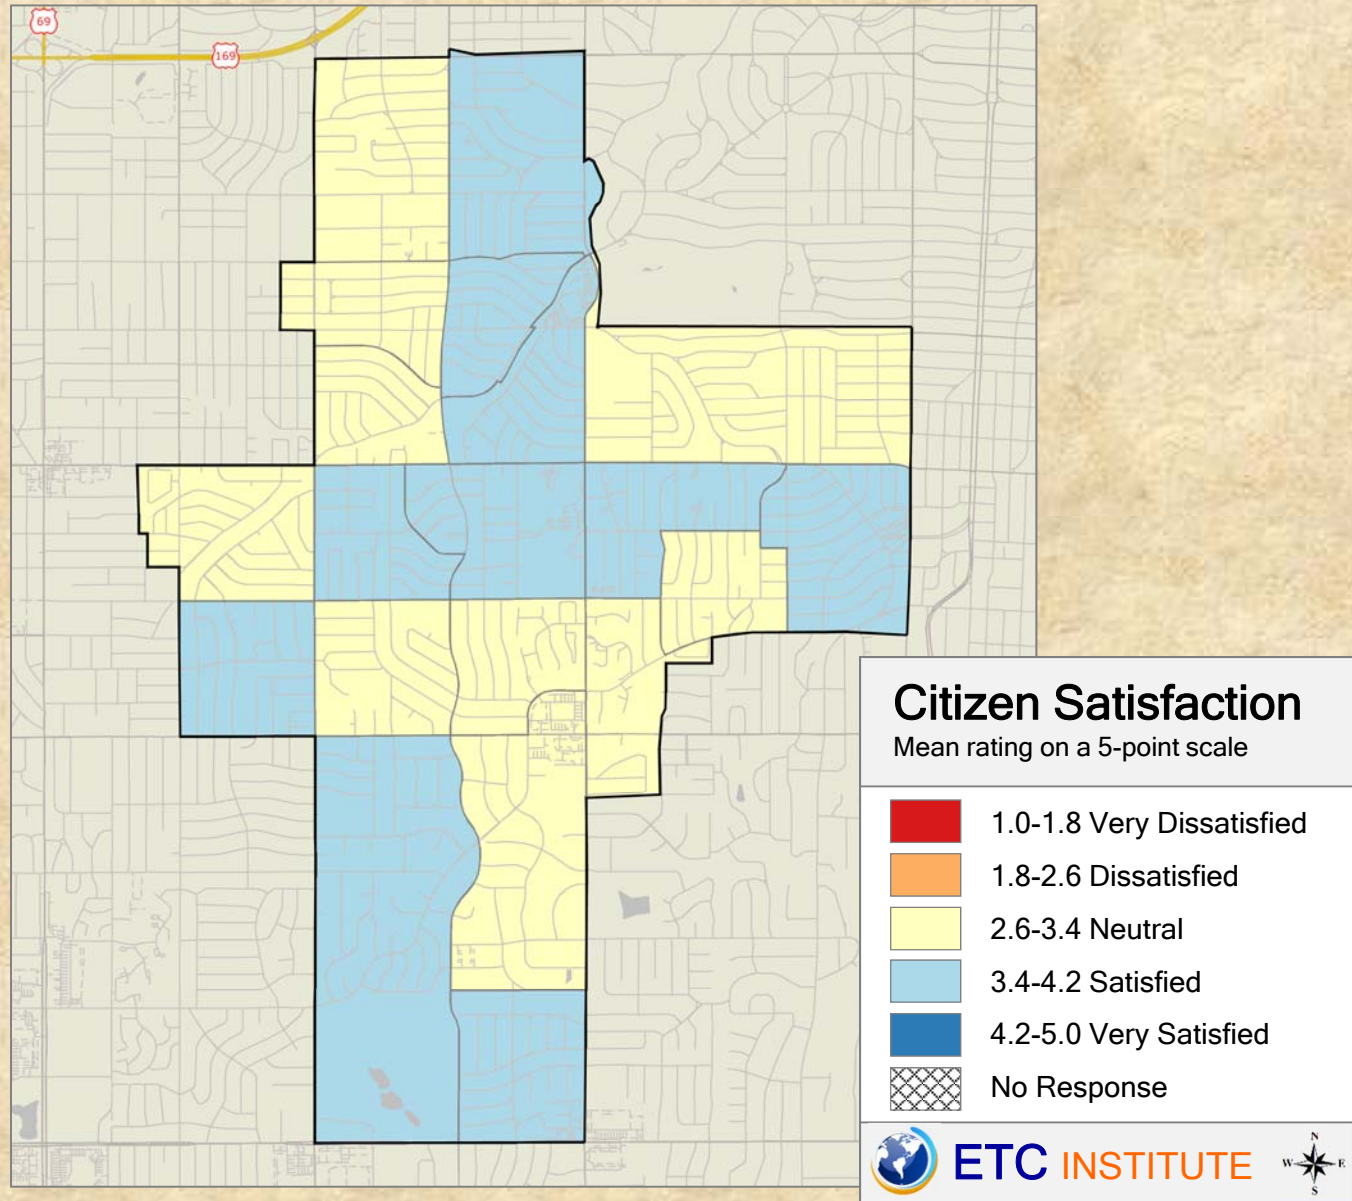 69
169
Citizen Satisfaction
Mean rating on a 5-point scale
1.0-1.8 Very Dissatisfied
1.8-2.6 Dissatisfied
2.6-3.4 Neutral
3.4-4.2 Satisfied
4.2-5.0 Very Satisfied
No Response
ETC INSTITUTE
N
W E
S